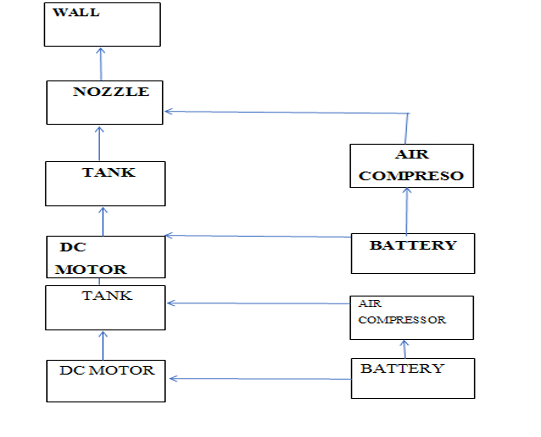 WALL
NOZZLE
AIR
COMPRESO
TANK
DC
MOTOR
BATTERY
TANK
AIR
COMPRESSOR
DC MOTOR
BATTERY